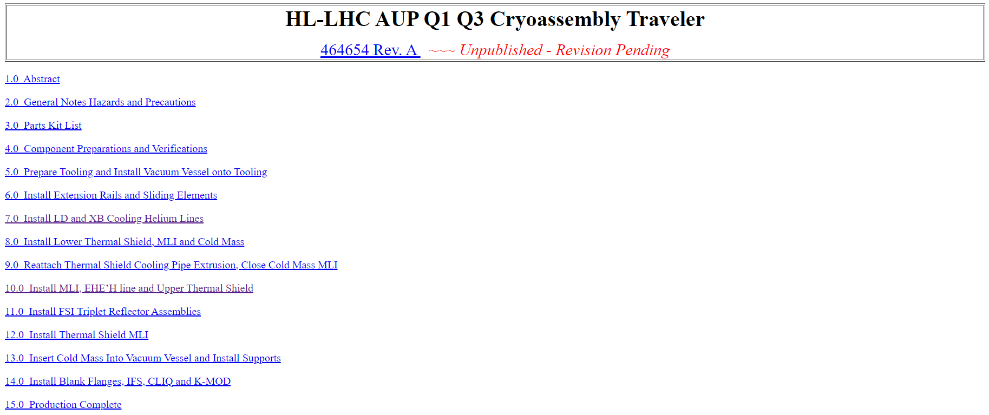 HL-LHC AUP Q1 Q3 Cryoassembly Traveler
464654 Rev. A ~~~ Unpublished - Revision Pending
1.0 Abstract
2.0 General Notes Hazards and Precautions
3.0 Parts Kit List
4.0 Component Preparations and Verifications
5.0 Prepare Tooling and Install Vacuum Vessel onto Tooling
6.0 Install Extension Rails and Sliding Elements
7.0 Install LD and XB Cooling Helium Lines
8.0 Install Lower Thermal Shield, MLI and Cold Mass
9.0 Reattach Thermal Shield Cooling Pipe Extrusion, Close Cold Mass MLI
10.0 Install MLI, EHE'H line and Upper Thermal Shield
11.0 Install FSI Triplet Reflector Assemblies
12.0 Install Thermal Shield MLI
13.0 Insert Cold Mass Into Vacuum Vessel and Install Supports
14.0 Install Blank Flanges, IFS, CLIQ and K-MOD
15.0 Production Complete